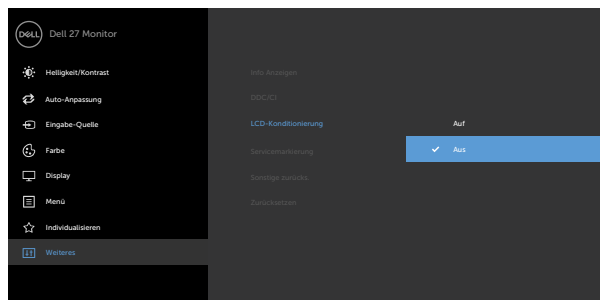 DELL
Dell 27 Monitor
Helligkeit/Kontrast
Auto-Anpassung
Eingabe-Quelle
Farbe
Display
Menü
Individualisieren
Weiteres
Info Anzeigen
DDC/CI
LCD-Konditionierung
Servicemarkierung
Sonstige zurücks.
Zurücksetzen
Auf
Aus